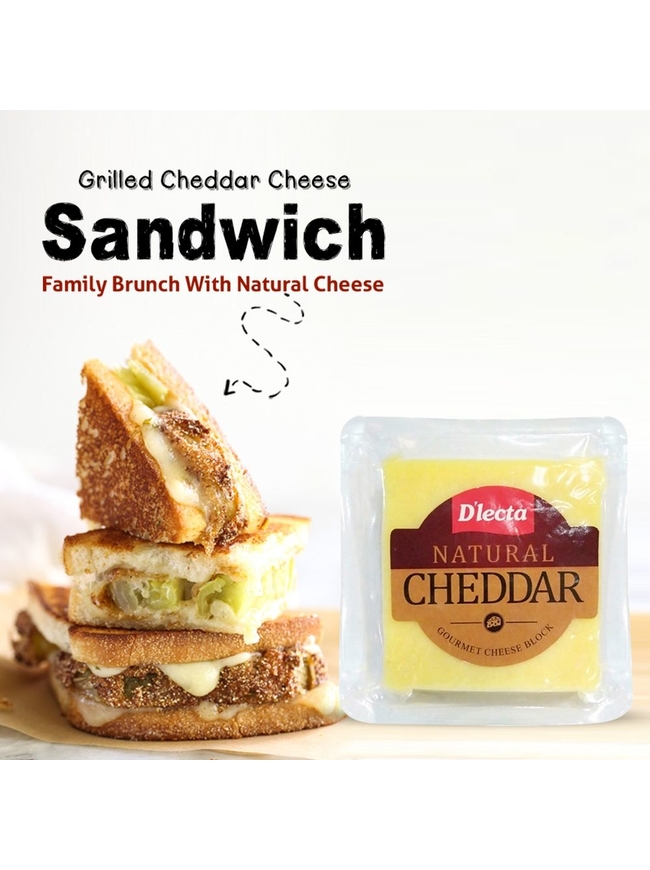 Grilled Cheddar Cheese
Sandwich
Family Brunch With Natural Cheese
D'lecta
NATURAL
CHEDDAR
GOURMET CHEESE BLOCK